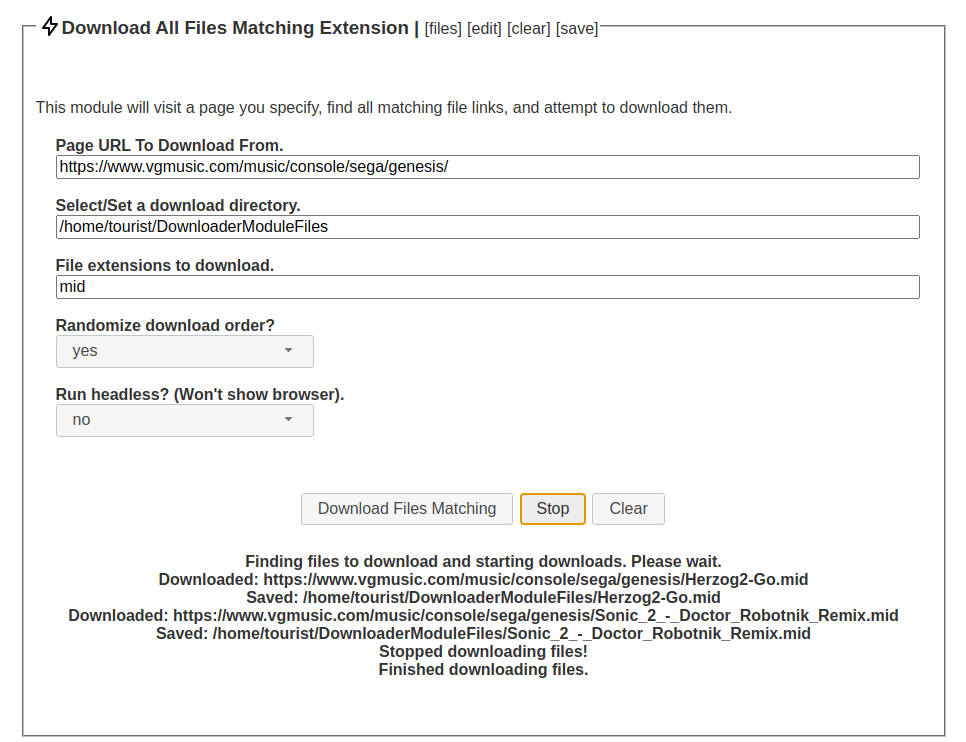 Download All Files Matching Extension | [files] [edit] [clear] [save]
This module will visit a page you specify, find all matching file links, and attempt to download them.
Page URL To Download From.
https://www.vgmusic.com/music/console/sega/genesis/
Select/Set a download directory.
/home/tourist/DownloaderModuleFiles
File extensions to download.
mid
Randomize download order?
yes
Run headless? (Won't show browser).
no
Download Files Matching Stop Clear
Finding files to download and starting downloads. Please wait.
Downloaded: https://www.vgmusic.com/music/console/sega/genesis/Herzog2-Go.mid
Saved: /home/tourist/DownloaderModuleFiles/Herzog2-Go.mid
Downloaded: https://www.vgmusic.com/music/console/sega/genesis/Sonic_2_-_Doctor_Robotnik_Remix.mid
Saved: /home/tourist/DownloaderModuleFiles/Sonic_2_-_Doctor_Robotnik_Remix.mid
Stopped downloading files!
Finished downloading files.